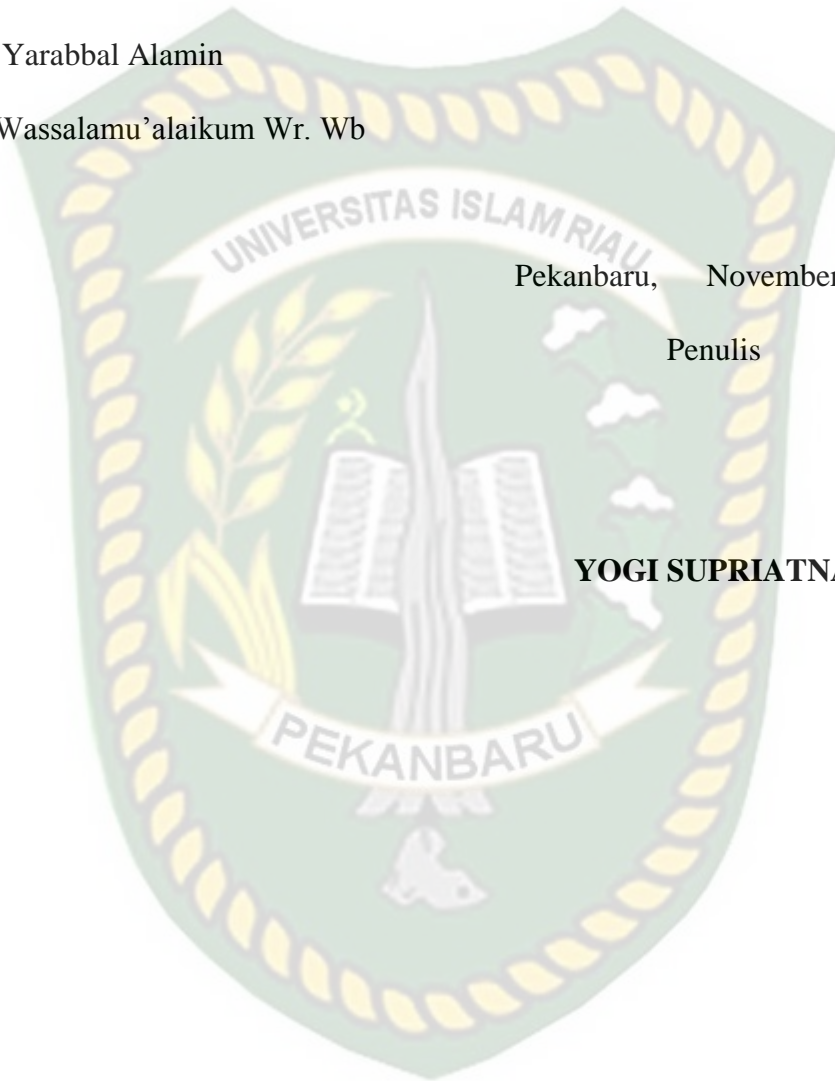 Yarabbal Alamin
Wassalamu’alaikum Wr. Wb
UNIVERSITAS ISLAM RIAU
Pekanbaru, November
Penulis
YOGI SUPRIATNA
PEKANBARU